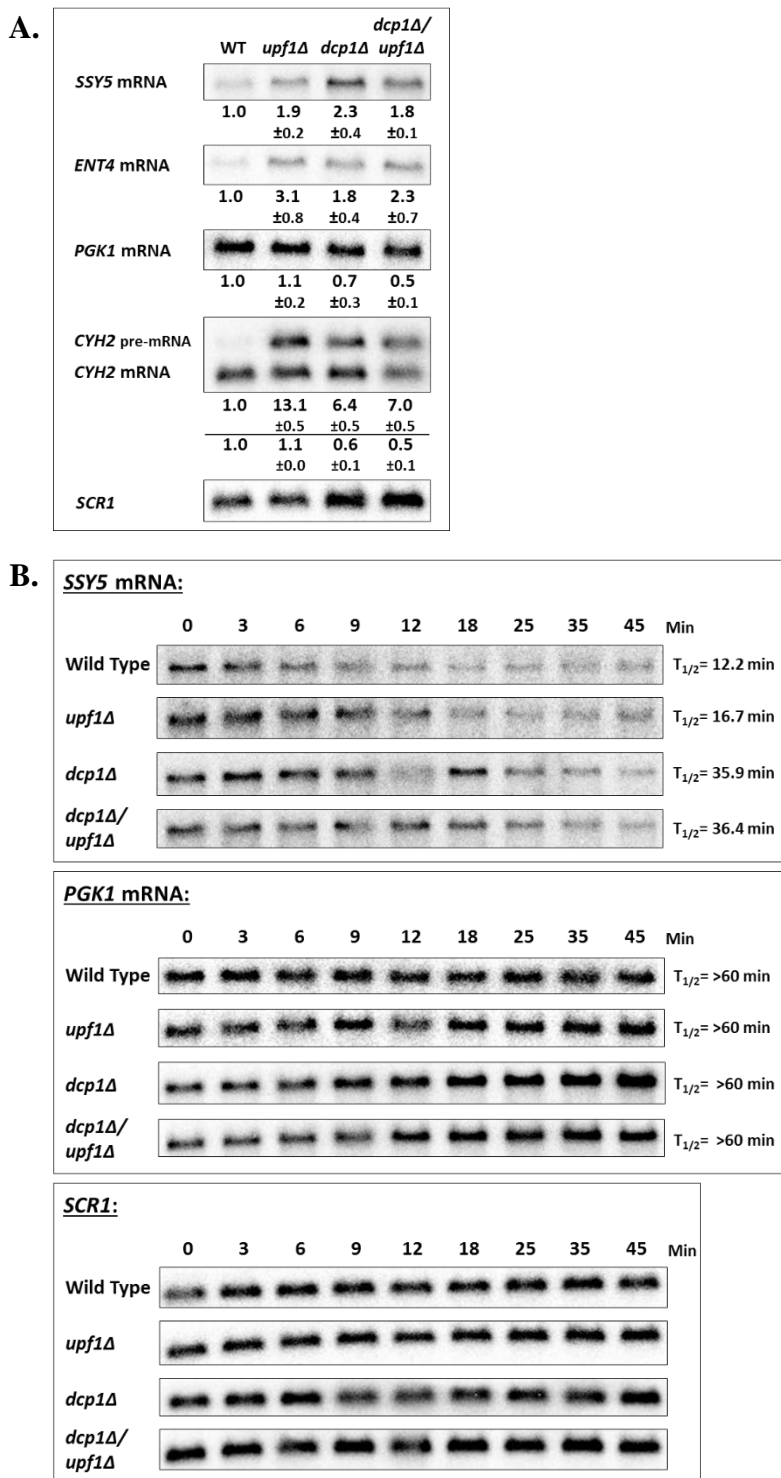 A.
WT upf1Δ dcp1Δ dcp1Δ/
upf1Δ
SSY5 mRNA
1.0 1.9 2.3 1.8
±0.2 ±0.4 ±0.1
ENT4 mRNA
1.0 3.1 1.8 2.3
±0.8 ±0.4 ±0.7
PGK1 mRNA
1.0 1.1 0.7 0.5
±0.2 ±0.3 ±0.1
CYH2 pre-mRNA
CYH2 mRNA
1.0 13.1 6.4 7.0
±0.5 ±0.5 ±0.5
1.0 1.1 0.6 0.5
±0.0 ±0.1 ±0.1
SCR1
B.
SSY5 mRNA:
0 3 6 9 12 18 25 35 45 Min
Wild Type T1/2= 12.2 min
upf1Δ T1/2= 16.7 min
dcp1Δ T1/2= 35.9 min
dcp1Δ/
upf1Δ T1/2= 36.4 min
PGK1 mRNA:
0 3 6 9 12 18 25 35 45 Min
Wild Type T1/2= >60 min
upf1Δ T1/2= >60 min
dcp1Δ T1/2= >60 min
dcp1Δ/
upf1Δ T1/2= >60 min
SCR1:
0 3 6 9 12 18 25 35 45 Min
Wild Type
upf1Δ
dcp1Δ
dcp1Δ/
upf1Δ